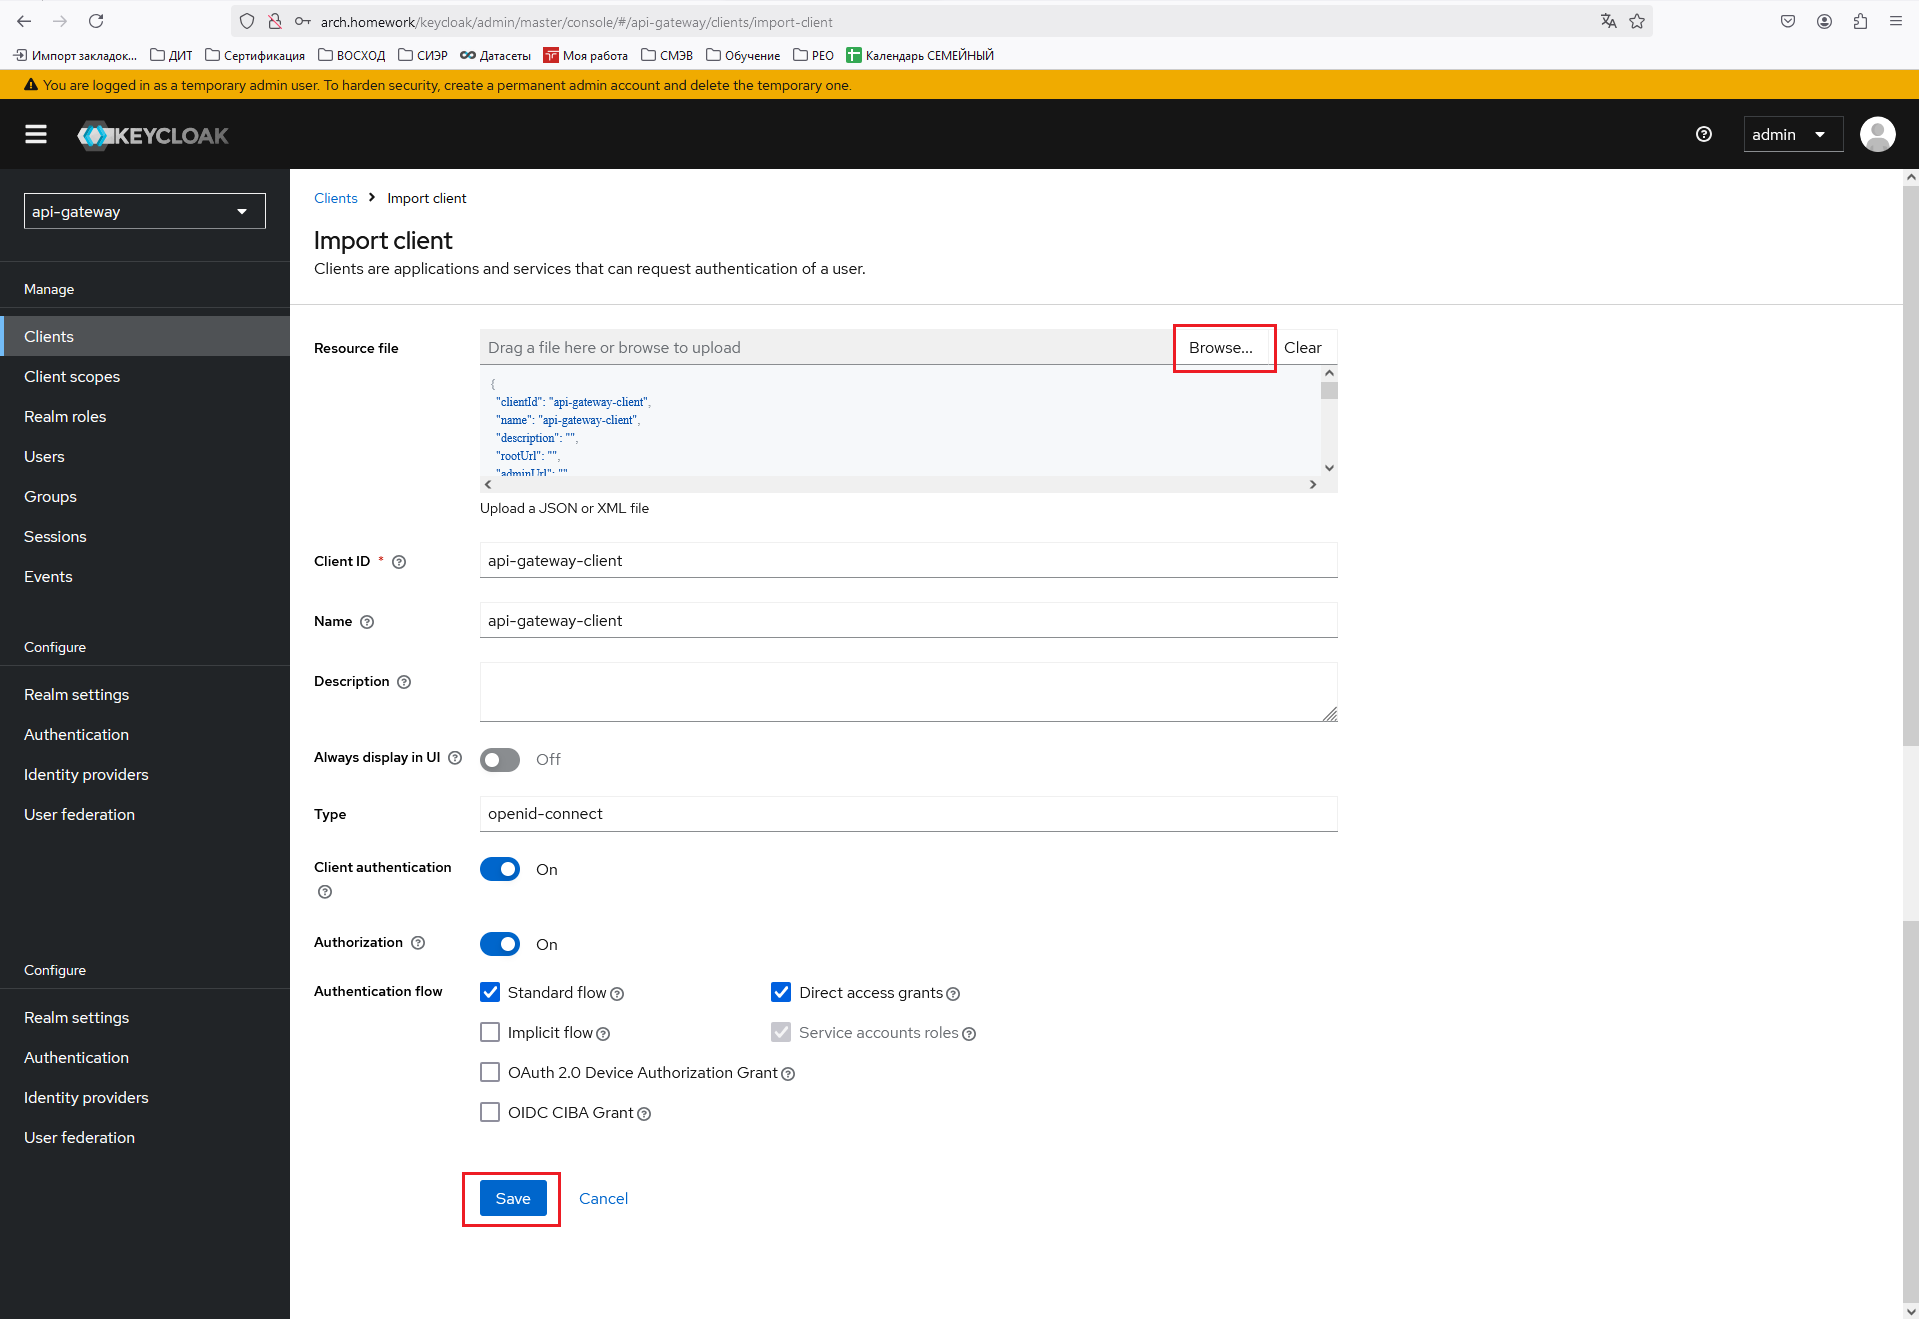 arch.homework/keycloak/admin/master/console/#/api-gateway/clients/import-client
Импорт закладок... ДИТ Сертификация ВОСХОД СИЭР Датасеты Моя работа СМЭВ Обучение РЕО Календарь СЕМЕЙНЫЙ
You are logged in as a temporary admin user. To harden security, create a permanent admin account and delete the temporary one.
KEYCLOAK
admin
api-gateway
Manage
Clients
Client scopes
Realm roles
Users
Groups
Sessions
Events
Configure
Realm settings
Authentication
Identity providers
User federation
Configure
Realm settings
Authentication
Identity providers
User federation
Clients Import client
Import client
Clients are applications and services that can request authentication of a user.
Resource file
Drag a file here or browse to upload
Browse...
Clear
{
"clientId": "api-gateway-client",
"name": "api-gateway-client",
"description": "",
"rootUrl": "",
"adminUrl": ""
Upload a JSON or XML file
Client ID *
api-gateway-client
Name
api-gateway-client
Description
Always display in UI
Off
Type
openid-connect
Client authentication
On
Authorization
On
Authentication flow
Standard flow
Direct access grants
Implicit flow
Service accounts roles
OAuth 2.0 Device Authorization Grant
OIDC CIBA Grant
Save
Cancel